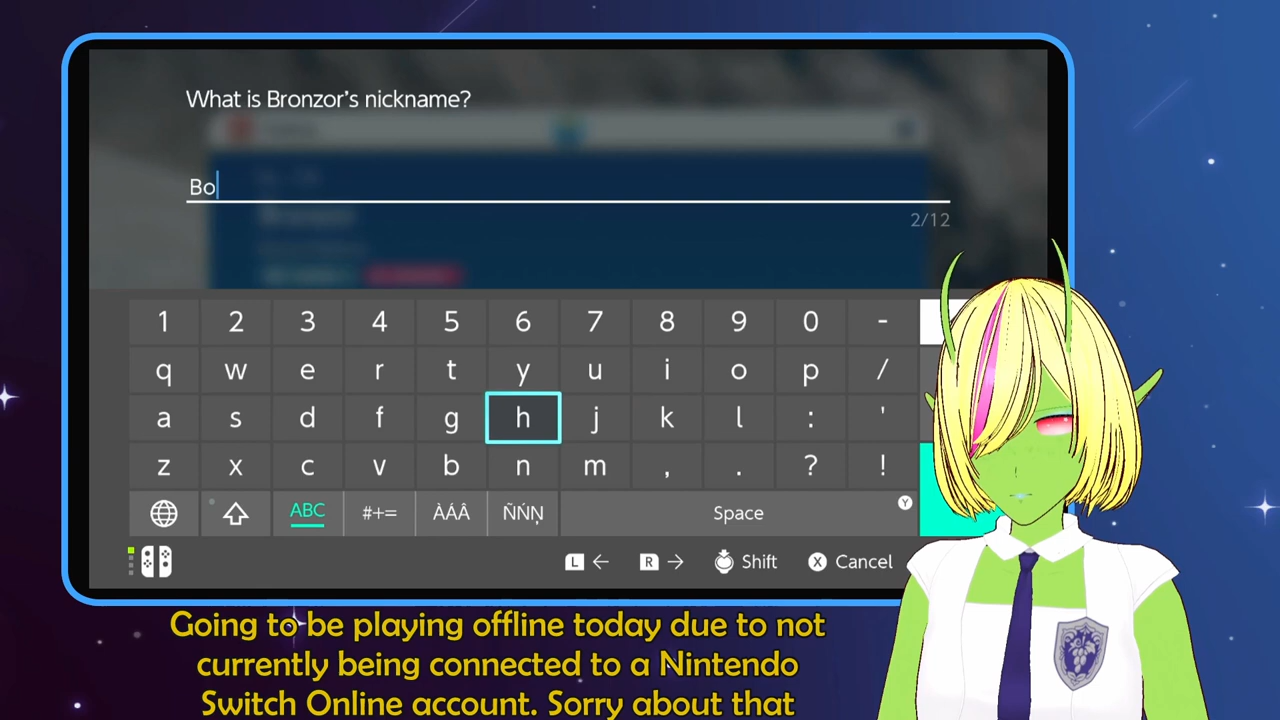 What is Bronzor's nickname?
Bo
2/12
1 2 3 4 5 6 7 8 9 0 -
q w e r t y u i o p /
a s d f g h j k l : '
z x c v b n m , . ? !
ABC #+= ÀÁÂ ÑŃŅ Space Y
L ← R → Shift X Cancel
Going to be playing offline today due to not
currently being connected to a Nintendo
Switch Online account. Sorry about that